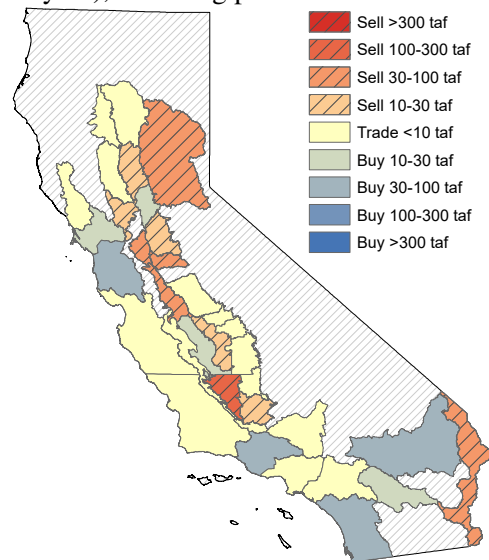 Sell >300 taf
Sell 100-300 taf
Sell 30-100 taf
Sell 10-30 taf
Trade <10 taf
Buy 10-30 taf
Buy 30-100 taf
Buy 100-300 taf
Buy >300 taf